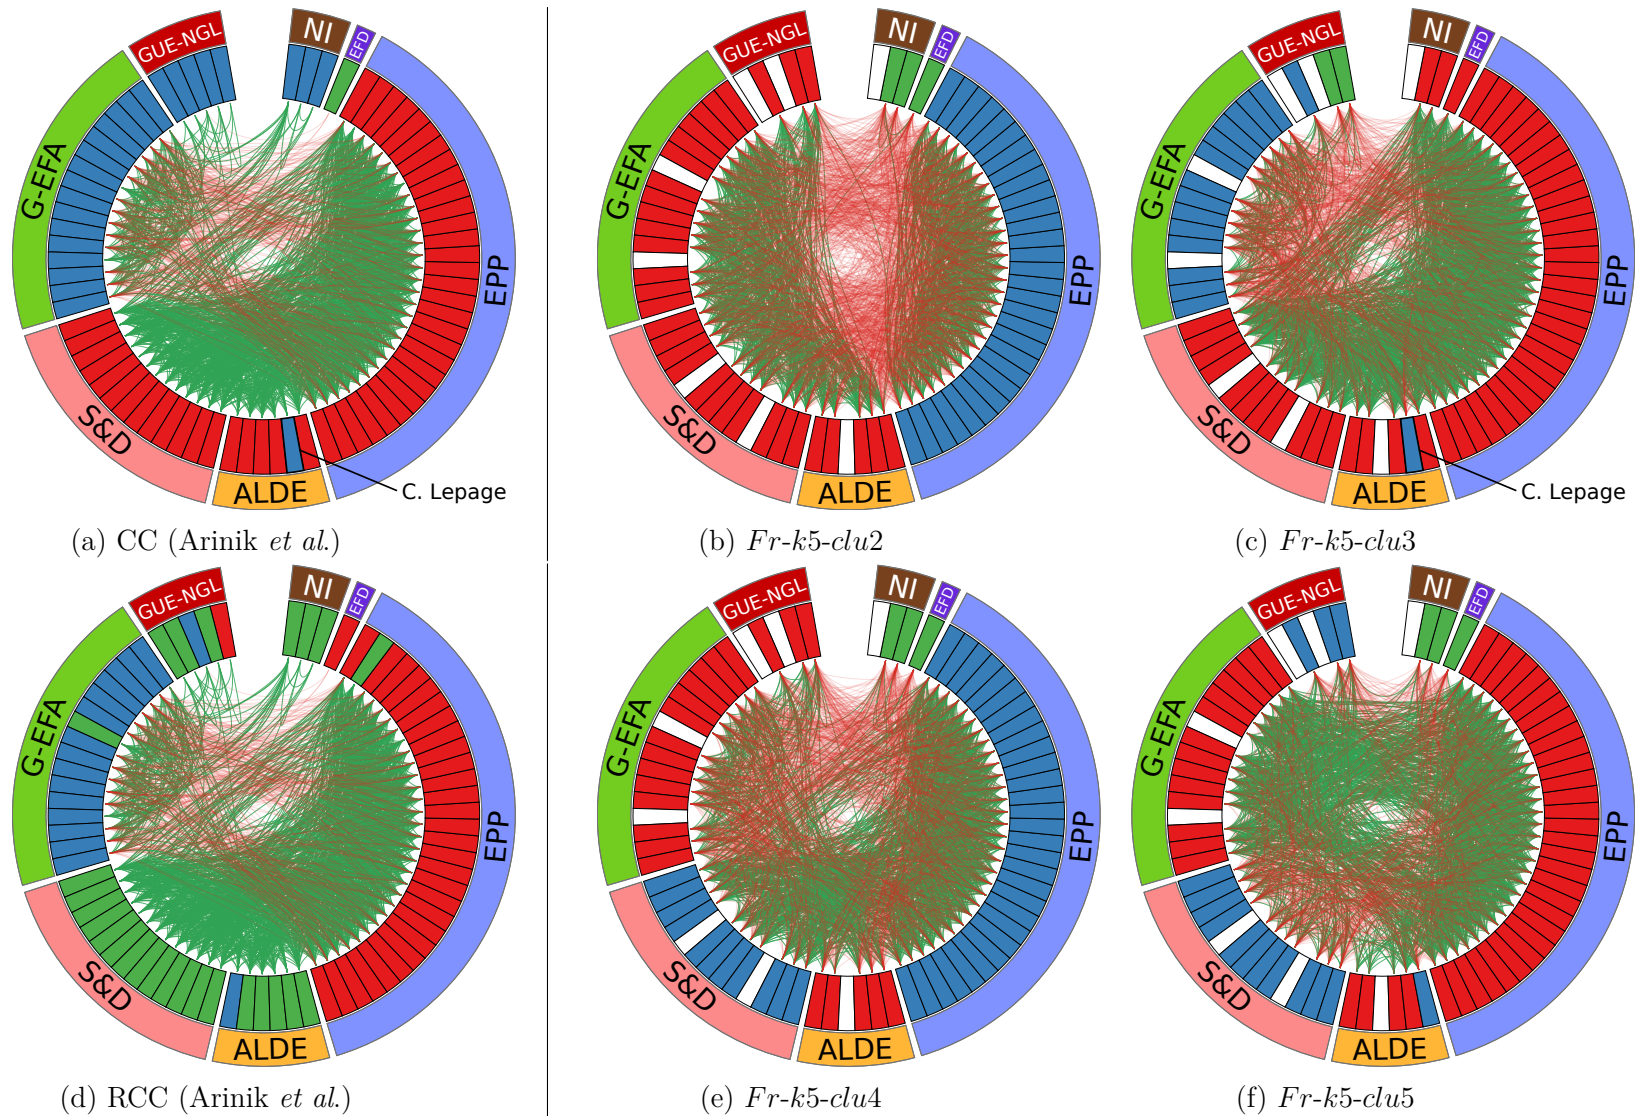 GUE-NGL
NI
EFD
G-EFA
EPP
S&D
ALDE
C. Lepage
(a) CC (Arinik et al.)
GUE-NGL
NI
EFD
G-EFA
EPP
S&D
ALDE
(b) Fr-k5-clu2
GUE-NGL
NI
EFD
G-EFA
EPP
S&D
ALDE
C. Lepage
(c) Fr-k5-clu3
GUE-NGL
NI
EFD
G-EFA
EPP
S&D
ALDE
(d) RCC (Arinik et al.)
GUE-NGL
NI
EFD
G-EFA
EPP
S&D
ALDE
(e) Fr-k5-clu4
GUE-NGL
NI
EFD
G-EFA
EPP
S&D
ALDE
(f) Fr-k5-clu5